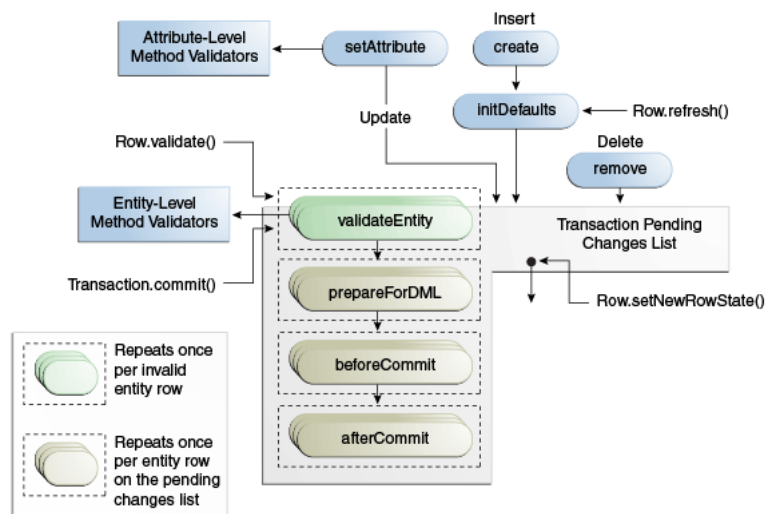 Insert
Attribute-Level
Method Validators
setAttribute
create
Update
initDefaults
Row.refresh()
Row.validate()
Delete
remove
Entity-Level
Method Validators
validateEntity
Transaction Pending
Changes List
Transaction.commit()
prepareForDML
Row.setNewRowState()
beforeCommit
afterCommit
Repeats once
per invalid
entity row
Repeats once
per entity row
on the pending
changes list